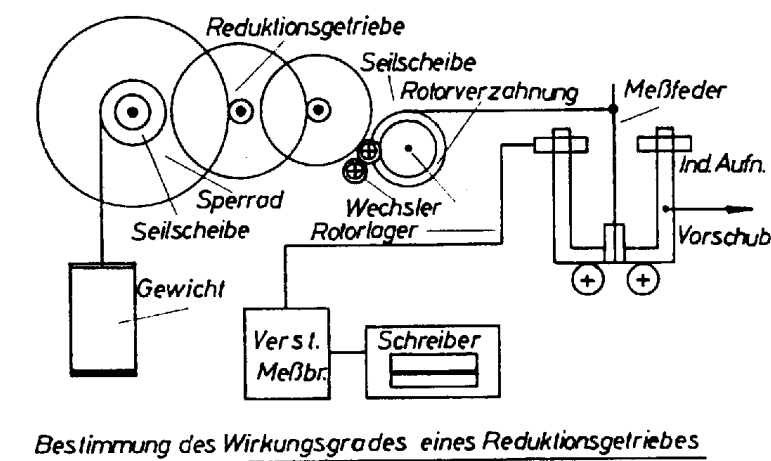 Reduktionsgetriebe
Seilscheibe
Rotorverzahnung
Meßfeder
Ind. Aufn.
Sperrad
Wechsler
Seilscheibe
Rotorlager
Vorschub
Gewicht
Verst.
Meßbr.
Schreiber
Bestimmung des Wirkungsgrades eines Reduktionsgetriebes